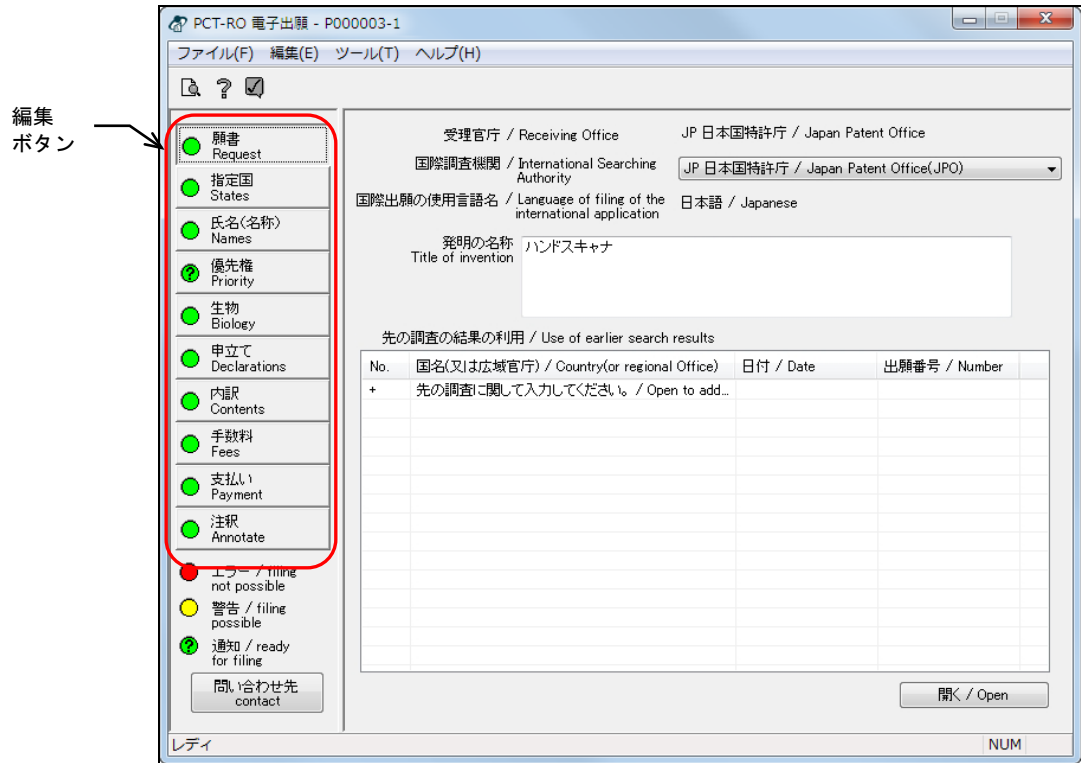 編集
ボタン
PCT-RO 電子出願 - P000003-1
ファイル(F) 編集(E) ツール(T) ヘルプ(H)
願書
Request
指定国
States
氏名(名称)
Names
優先権
Priority
生物
Biology
申立て
Declarations
内訳
Contents
手数料
Fees
支払い
Payment
注釈
Annotate
エラー / filing
not possible
警告 / filing
possible
通知 / ready
for filing
問い合わせ先
contact
受理官庁 / Receiving Office JP 日本国特許庁 / Japan Patent Office
国際調査機関 / International Searching
Authority
JP 日本国特許庁 / Japan Patent Office(JPO)
国際出願の使用言語名 / Language of filing of the
international application
日本語 / Japanese
発明の名称
Title of invention
ハンドスキャナ
先の調査の結果の利用 / Use of earlier search results
No. 国名(又は広域官庁) / Country(or regional Office) 日付 / Date 出願番号 / Number
+ 先の調査に関して入力してください。 / Open to add...
開く / Open
レディ NUM